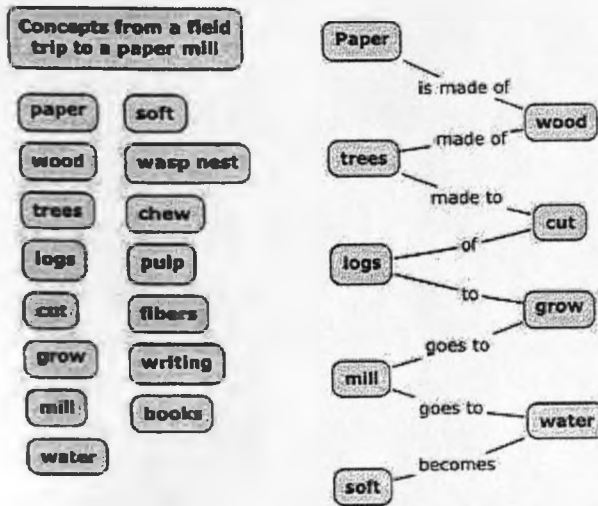 Concepts from a field
trip to a paper mill
paper
soft
wood
wasp nest
trees
chew
logs
pulp
cut
fibers
grow
writing
mill
books
water
Paper
is made of
wood
made of
trees
made to
cut
of
logs
to
grow
goes to
mill
goes to
water
becomes
soft